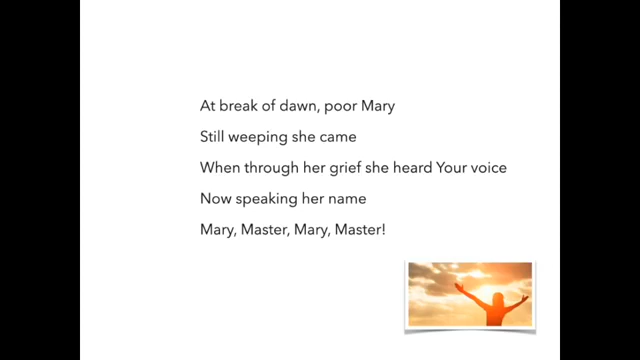 At break of dawn, poor Mary
Still weeping she came
When through her grief she heard Your voice
Now speaking her name
Mary, Master, Mary, Master!